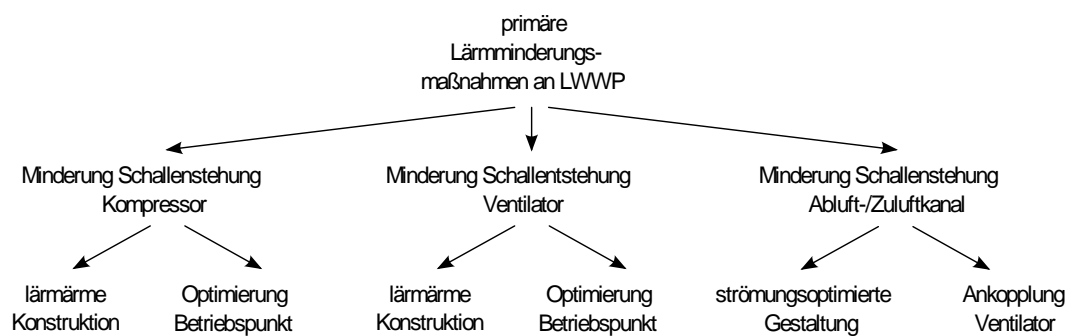 primäre
Lärmminderungs-
maßnahmen an LWWP
Minderung Schallenstehung
Kompressor
Minderung Schallentstehung
Ventilator
Minderung Schallenstehung
Abluft-/Zuluftkanal
lärmärme
Konstruktion
Optimierung
Betriebspunkt
lärmärme
Konstruktion
Optimierung
Betriebspunkt
strömungsoptimierte
Gestaltung
Ankopplung
Ventilator